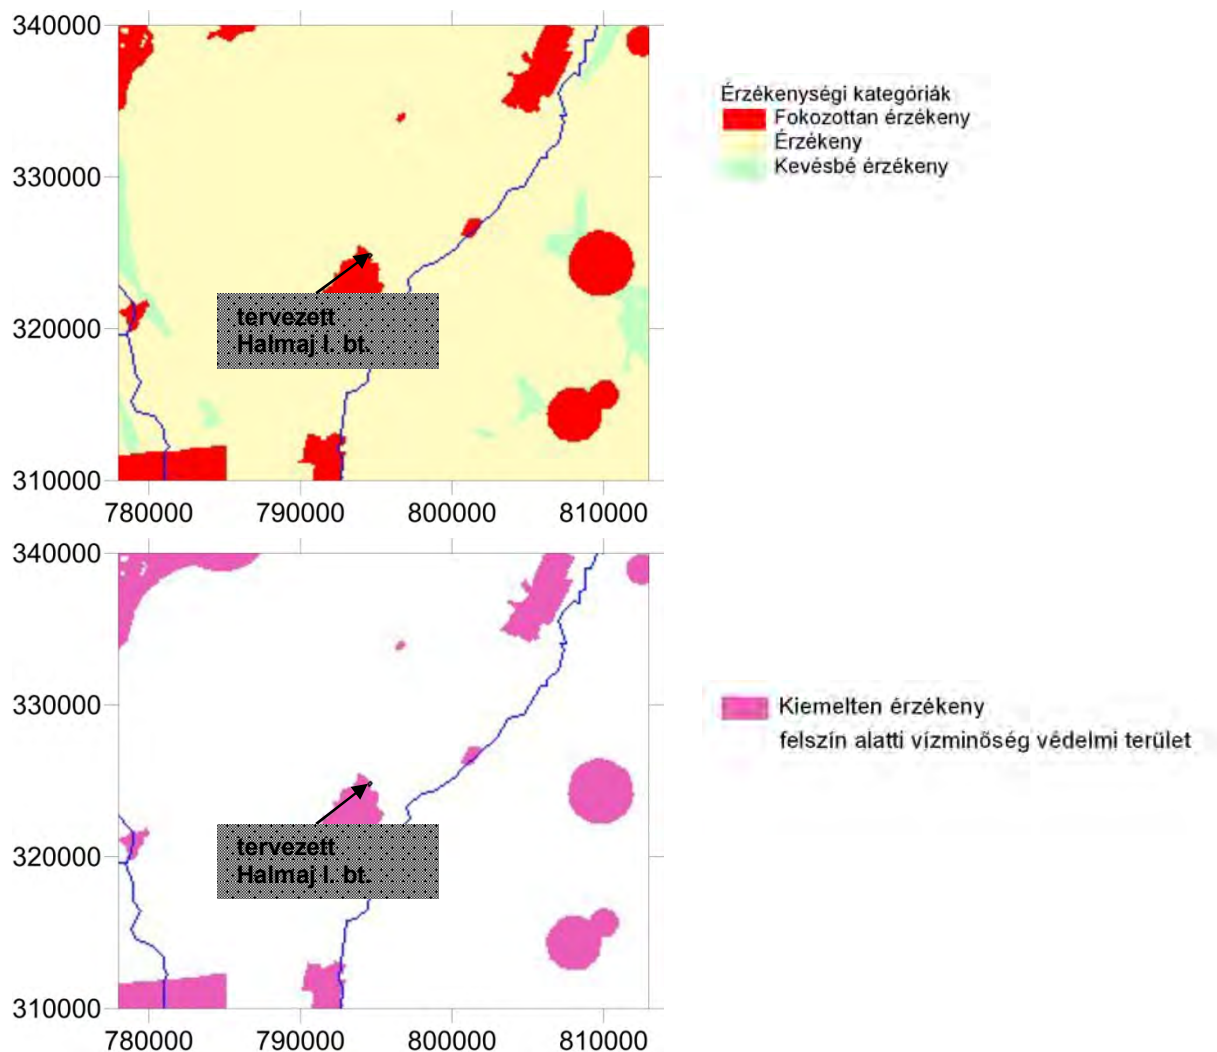 340000
330000
320000
310000
780000 790000 800000 810000
tervezett
Halmaj I. bt.
Érzékenységi kategóriák
Fokozottan érzékeny
Érzékeny
Kevésbé érzékeny
340000
330000
320000
310000
780000 790000 800000 810000
tervezett
Halmaj I. bt.
Kiemelten érzékeny
felszín alatti vízminőség védelmi terület